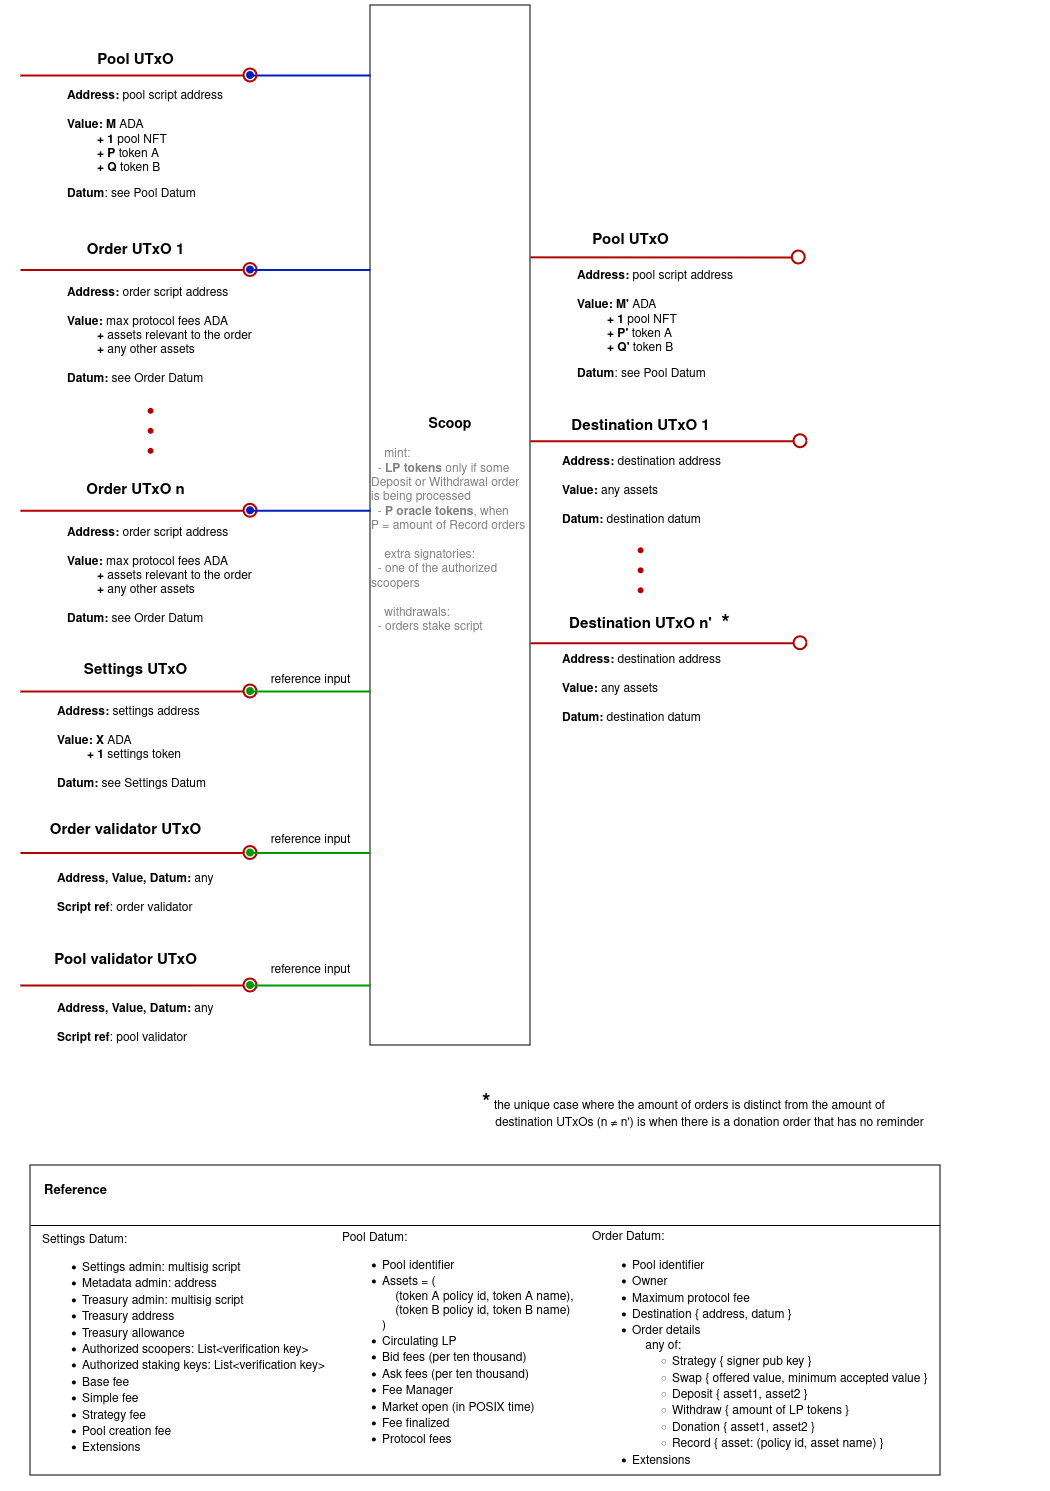 Pool UTxO
Address: pool script address
Value: M ADA
+ 1 pool NFT
+ P token A
+ Q token B
Datum: see Pool Datum
Order UTxO 1
Address: order script address
Value: max protocol fees ADA
+ assets relevant to the order
+ any other assets
Datum: see Order Datum
Order UTxO n
Address: order script address
Value: max protocol fees ADA
+ assets relevant to the order
+ any other assets
Datum: see Order Datum
Settings UTxO
reference input
Address: settings address
Value: X ADA
+ 1 settings token
Datum: see Settings Datum
Order validator UTxO
reference input
Address, Value, Datum: any
Script ref: order validator
Pool validator UTxO
reference input
Address, Value, Datum: any
Script ref: pool validator
Scoop
mint:
- LP tokens only if some
Deposit or Withdrawal order
is being processed
- P oracle tokens, when
P = amount of Record orders
extra signatories:
- one of the authorized
scoopers
withdrawals:
- orders stake script
Pool UTxO
Address: pool script address
Value: M' ADA
+ 1 pool NFT
+ P' token A
+ Q' token B
Datum: see Pool Datum
Destination UTxO 1
Address: destination address
Value: any assets
Datum: destination datum
Destination UTxO n' *
Address: destination address
Value: any assets
Datum: destination datum
* the unique case where the amount of orders is distinct from the amount of
destination UTxOs (n ≠ n') is when there is a donation order that has no reminder
Reference
Settings Datum:
• Settings admin: multisig script
• Metadata admin: address
• Treasury admin: multisig script
• Treasury address
• Treasury allowance
• Authorized scoopers: List<verification key>
• Authorized staking keys: List<verification key>
• Base fee
• Simple fee
• Strategy fee
• Pool creation fee
• Extensions
Pool Datum:
• Pool identifier
• Assets = (
(token A policy id, token A name),
(token B policy id, token B name)
)
• Circulating LP
• Bid fees (per ten thousand)
• Ask fees (per ten thousand)
• Fee Manager
• Market open (in POSIX time)
• Fee finalized
• Protocol fees
Order Datum:
• Pool identifier
• Owner
• Maximum protocol fee
• Destination { address, datum }
• Order details
any of:
○ Strategy { signer pub key }
○ Swap { offered value, minimum accepted value }
○ Deposit { asset1, asset2 }
○ Withdraw { amount of LP tokens }
○ Donation { asset1, asset2 }
○ Record { asset: (policy id, asset name) }
• Extensions